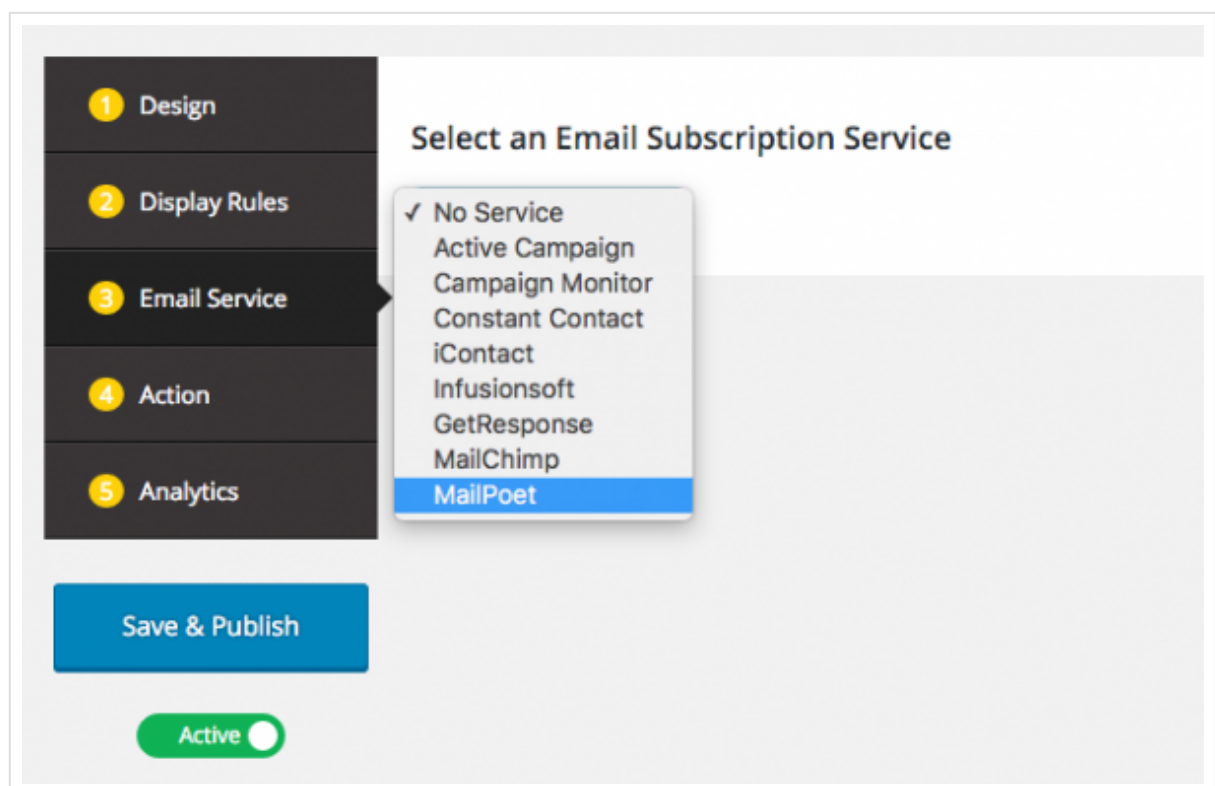 1 Design
2 Display Rules
3 Email Service
4 Action
5 Analytics
Save & Publish
Active
Select an Email Subscription Service
✓ No Service
Active Campaign
Campaign Monitor
Constant Contact
iContact
Infusionsoft
GetResponse
MailChimp
MailPoet